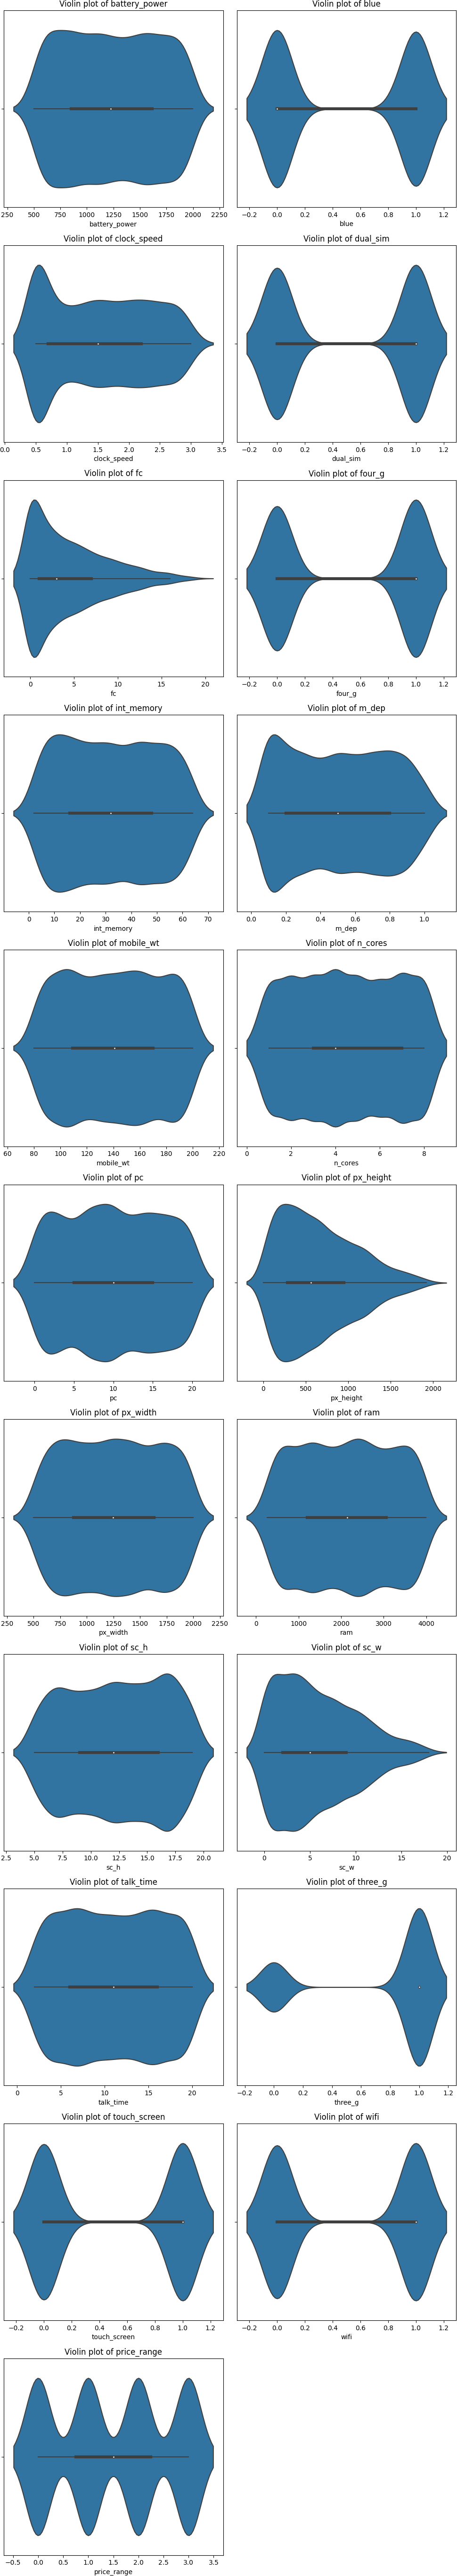 Violin plot of battery_power
250 500 750 1000 1250 1500 1750 2000 2250
battery_power
Violin plot of blue
−0.2 0.0 0.2 0.4 0.6 0.8 1.0 1.2
blue
Violin plot of clock_speed
0.0 0.5 1.0 1.5 2.0 2.5 3.0 3.5
clock_speed
Violin plot of dual_sim
−0.2 0.0 0.2 0.4 0.6 0.8 1.0 1.2
dual_sim
Violin plot of fc
0 5 10 15 20
fc
Violin plot of four_g
−0.2 0.0 0.2 0.4 0.6 0.8 1.0 1.2
four_g
Violin plot of int_memory
0 10 20 30 40 50 60 70
int_memory
Violin plot of m_dep
0.0 0.2 0.4 0.6 0.8 1.0
m_dep
Violin plot of mobile_wt
60 80 100 120 140 160 180 200 220
mobile_wt
Violin plot of n_cores
0 2 4 6 8
n_cores
Violin plot of pc
0 5 10 15 20
pc
Violin plot of px_height
0 500 1000 1500 2000
px_height
Violin plot of px_width
250 500 750 1000 1250 1500 1750 2000 2250
px_width
Violin plot of ram
0 1000 2000 3000 4000
ram
Violin plot of sc_h
2.5 5.0 7.5 10.0 12.5 15.0 17.5 20.0
sc_h
Violin plot of sc_w
0 5 10 15 20
sc_w
Violin plot of talk_time
0 5 10 15 20
talk_time
Violin plot of three_g
−0.2 0.0 0.2 0.4 0.6 0.8 1.0 1.2
three_g
Violin plot of touch_screen
−0.2 0.0 0.2 0.4 0.6 0.8 1.0 1.2
touch_screen
Violin plot of wifi
−0.2 0.0 0.2 0.4 0.6 0.8 1.0 1.2
wifi
Violin plot of price_range
−0.5 0.0 0.5 1.0 1.5 2.0 2.5 3.0 3.5
price_range